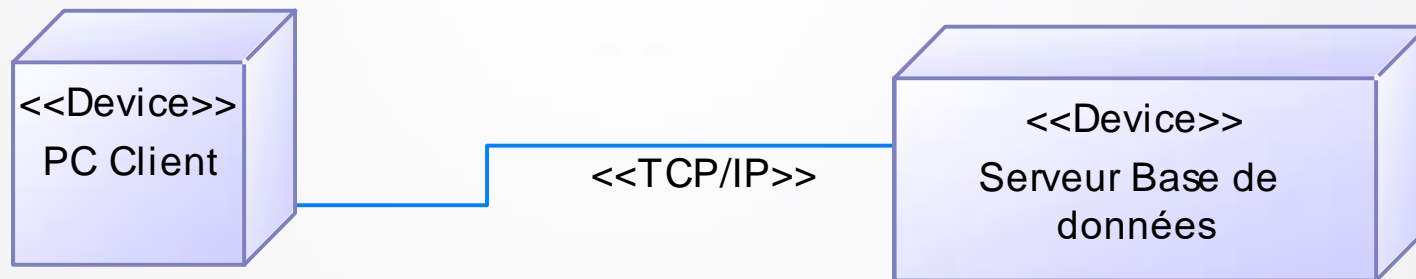 <<Device>>
PC Client
<<TCP/IP>>
<<Device>>
Serveur Base de
données